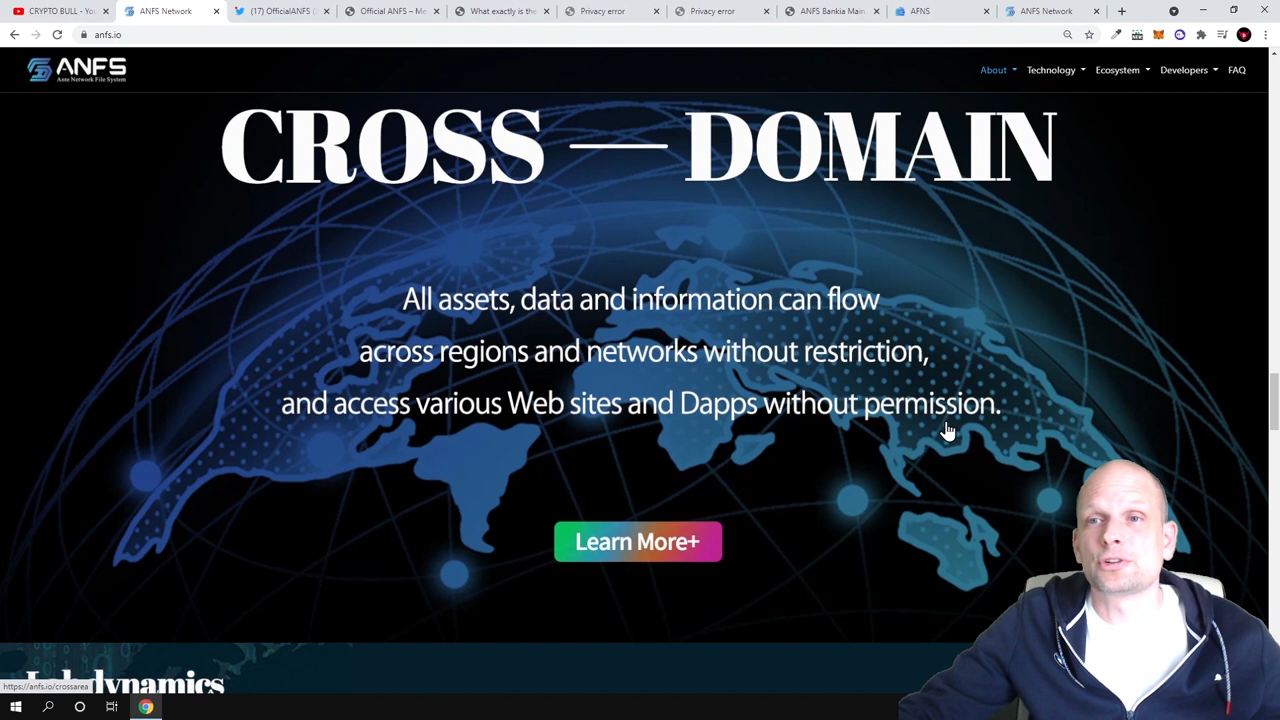 CRYPTO BULL - You
ANFS Network
(17) OfficialANFS (
Official ANFS – Me
What exactly is the
Privacy error
Privacy error
ANFS Bankia Main
AFNS
ANFS Network
anfs.io
ANFS
Ante Network File System
About
Technology
Ecosystem
Developers
FAQ
CROSS — DOMAIN
All assets, data and information can flow
across regions and networks without restriction,
and access various Web sites and Dapps without permission.
Learn More+
https://anfs.io/crossarea